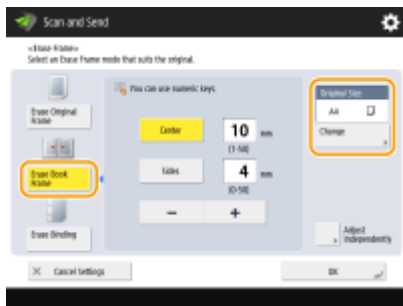 Scan and Send
<Erase Frame>
Select an Erase Frame mode that suits the original.
Erase Original
Frame
Erase Book
Frame
Erase Binding
You can use numeric keys.
Center
10 mm
(1-50)
Sides
4 mm
(0-50)
−
+
Original Size
A4
Change
Adjust
Independently
× Cancel Settings
OK